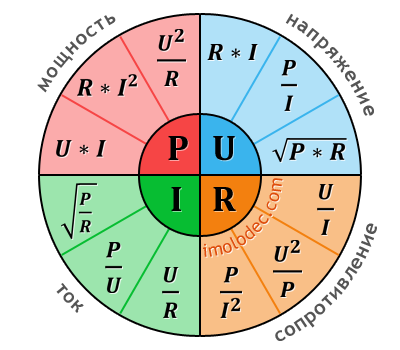 мощность
напряжение
U²/R
R * I²
U * I
R * I
P/I
√(P * R)
P
U
I
R
√(P/R)
P/U
U/R
P/I²
U²/P
U/I
imolodec.com
ток
сопротивление